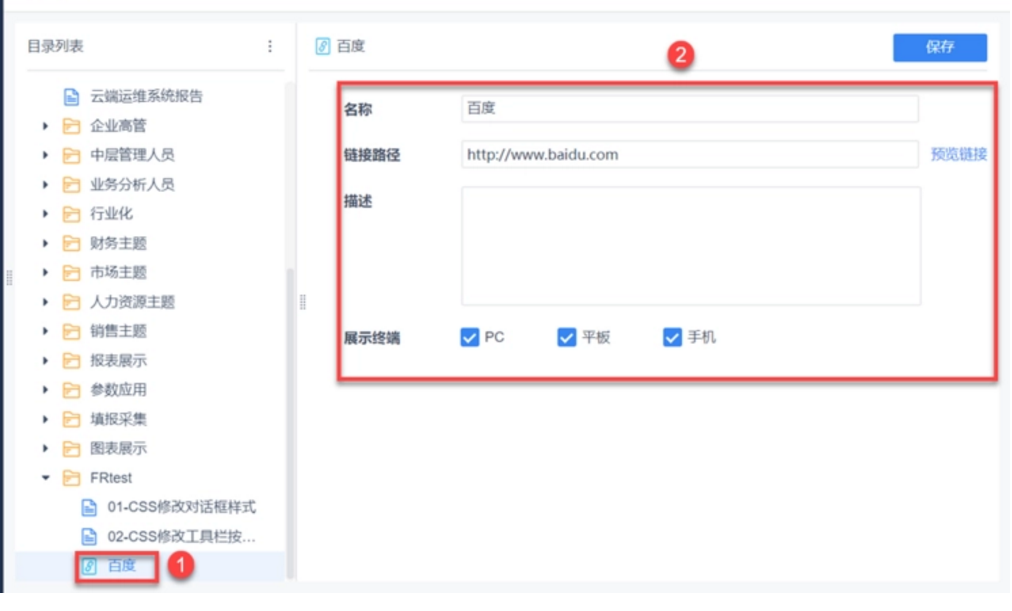 目录列表
云端运维系统报告
企业高管
中层管理人员
业务分析人员
行业化
财务主题
市场主题
人力资源主题
销售主题
报表展示
参数应用
填报采集
图表展示
FRtest
01-CSS修改对话框样式
02-CSS修改工具栏按...
百度
1
百度
2
保存
名称 百度
链接路径 http://www.baidu.com 预览链接
描述
展示终端 PC 平板 手机